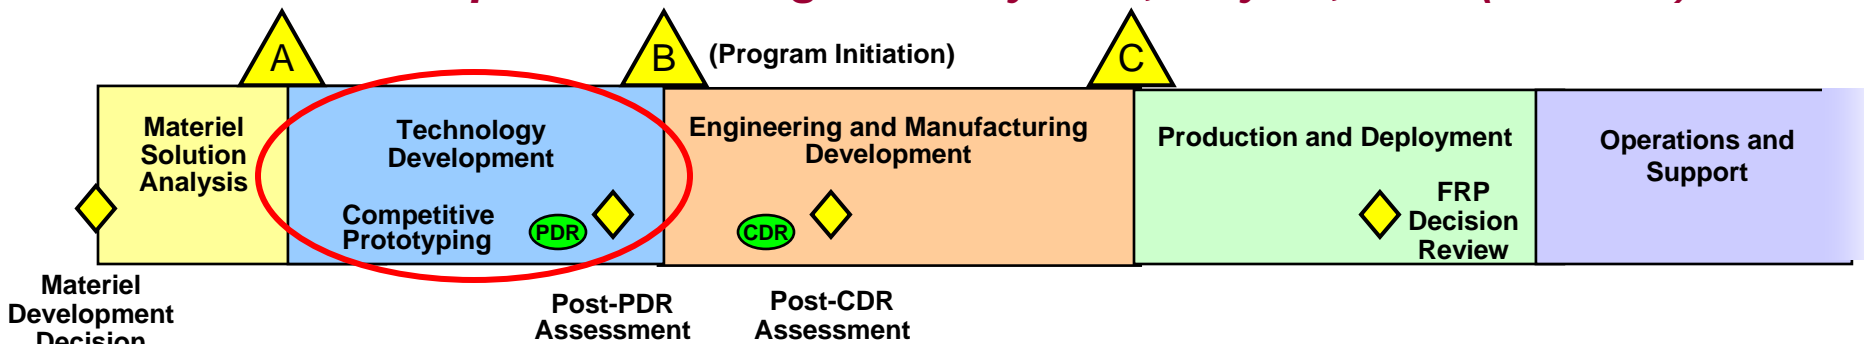 A
B
(Program Initiation)
C
Materiel
Solution
Analysis
Technology
Development
Competitive
Prototyping
PDR
Engineering and Manufacturing
Development
CDR
Production and Deployment
FRP
Decision
Review
Operations and
Support
Materiel
Development
Decision
Post-PDR
Assessment
Post-CDR
Assessment